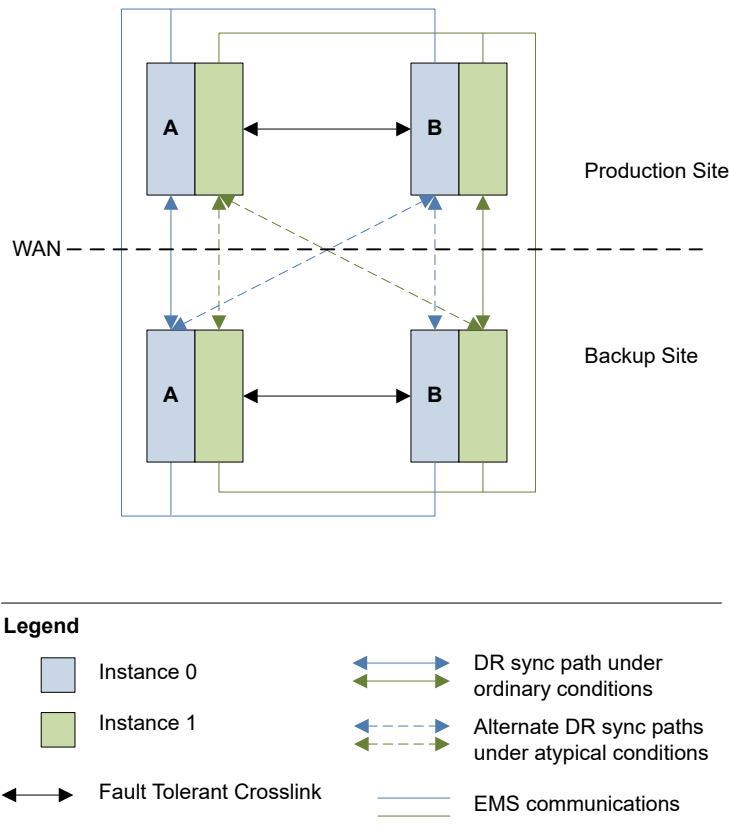 A
B
Production Site
WAN
Backup Site
A
B
Legend
Instance 0
DR sync path under
ordinary conditions
Instance 1
Alternate DR sync paths
under atypical conditions
Fault Tolerant Crosslink
EMS communications